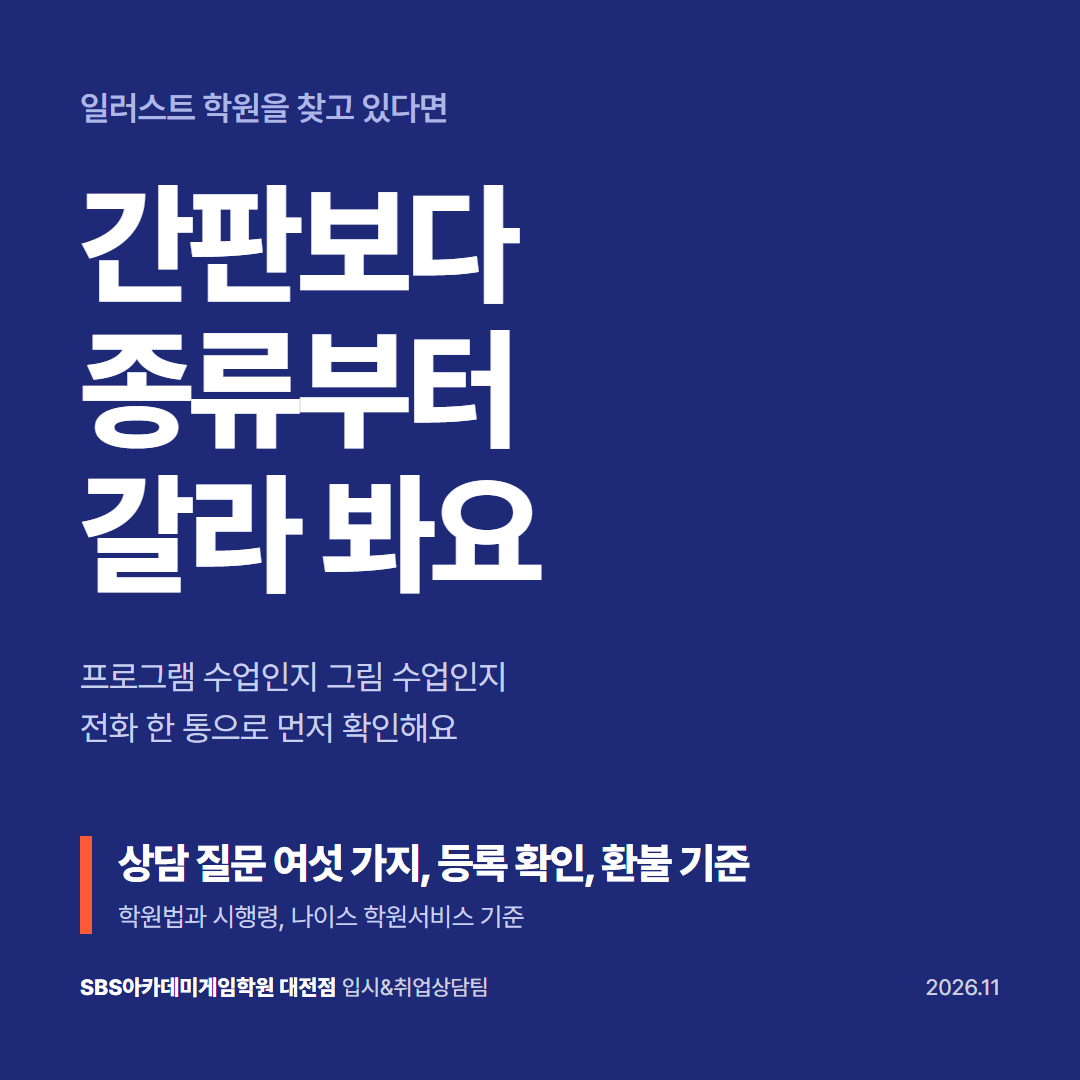 일러스트 학원을 찾고 있다면
간판보다
종류부터
갈라 봐요
프로그램 수업인지 그림 수업인지
전화 한 통으로 먼저 확인해요
상담 질문 여섯 가지, 등록 확인, 환불 기준
학원법과 시행령, 나이스 학원서비스 기준
SBS아카데미게임학원 대전점 입시&취업상담팀
2026.11